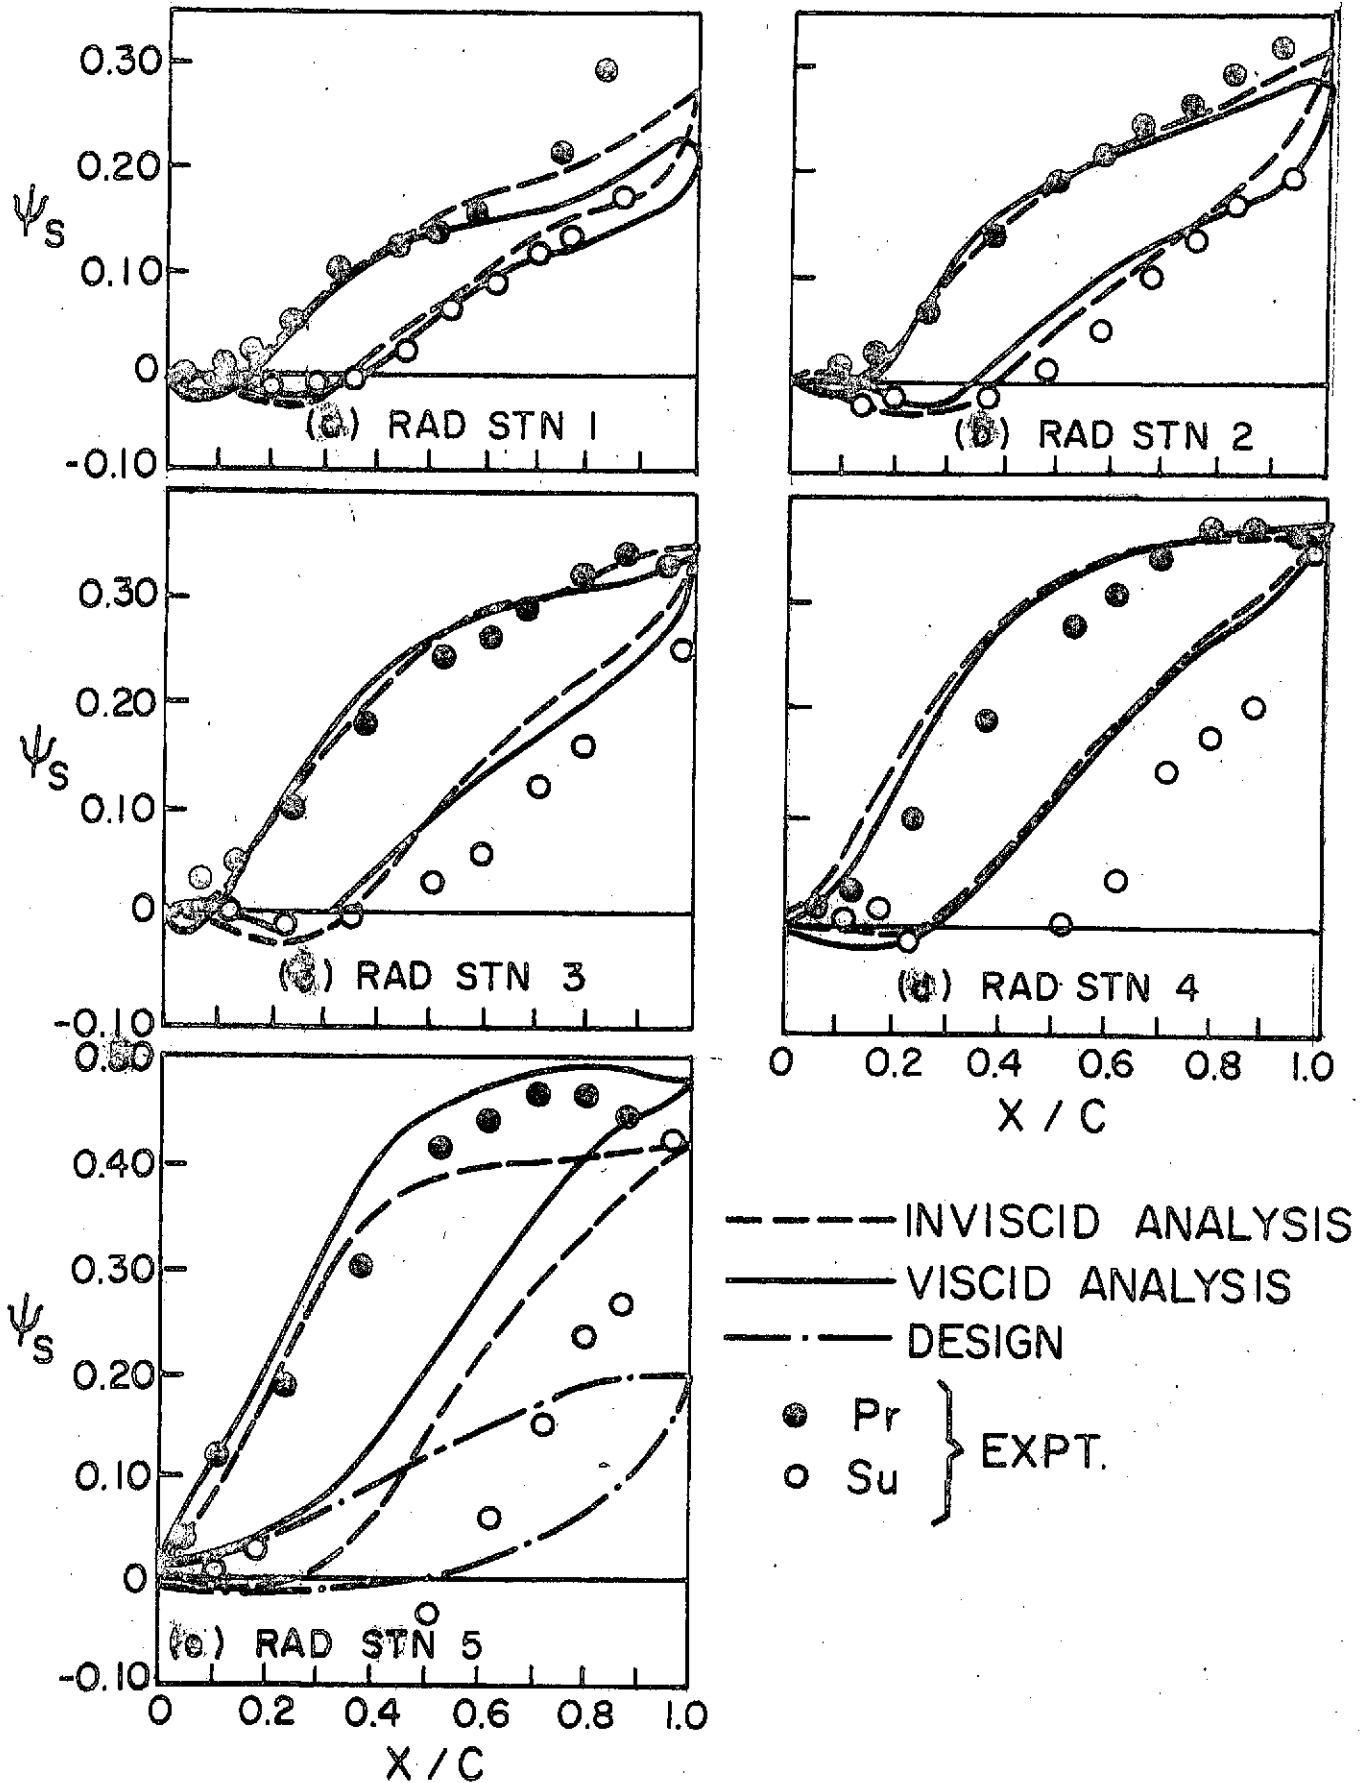 0.30
0.20
ψS
0.10
0
-0.10
(a) RAD STN 1
(b) RAD STN 2
0.30
0.20
ψS
0.10
0
-0.10
(c) RAD STN 3
(d) RAD STN 4
0 0.2 0.4 0.6 0.8 1.0
X / C
0.50
0.40
0.30
ψS
0.20
0.10
0
-0.10
(e) RAD STN 5
0 0.2 0.4 0.6 0.8 1.0
X / C
INVISCID ANALYSIS
VISCID ANALYSIS
DESIGN
Pr
Su
EXPT.